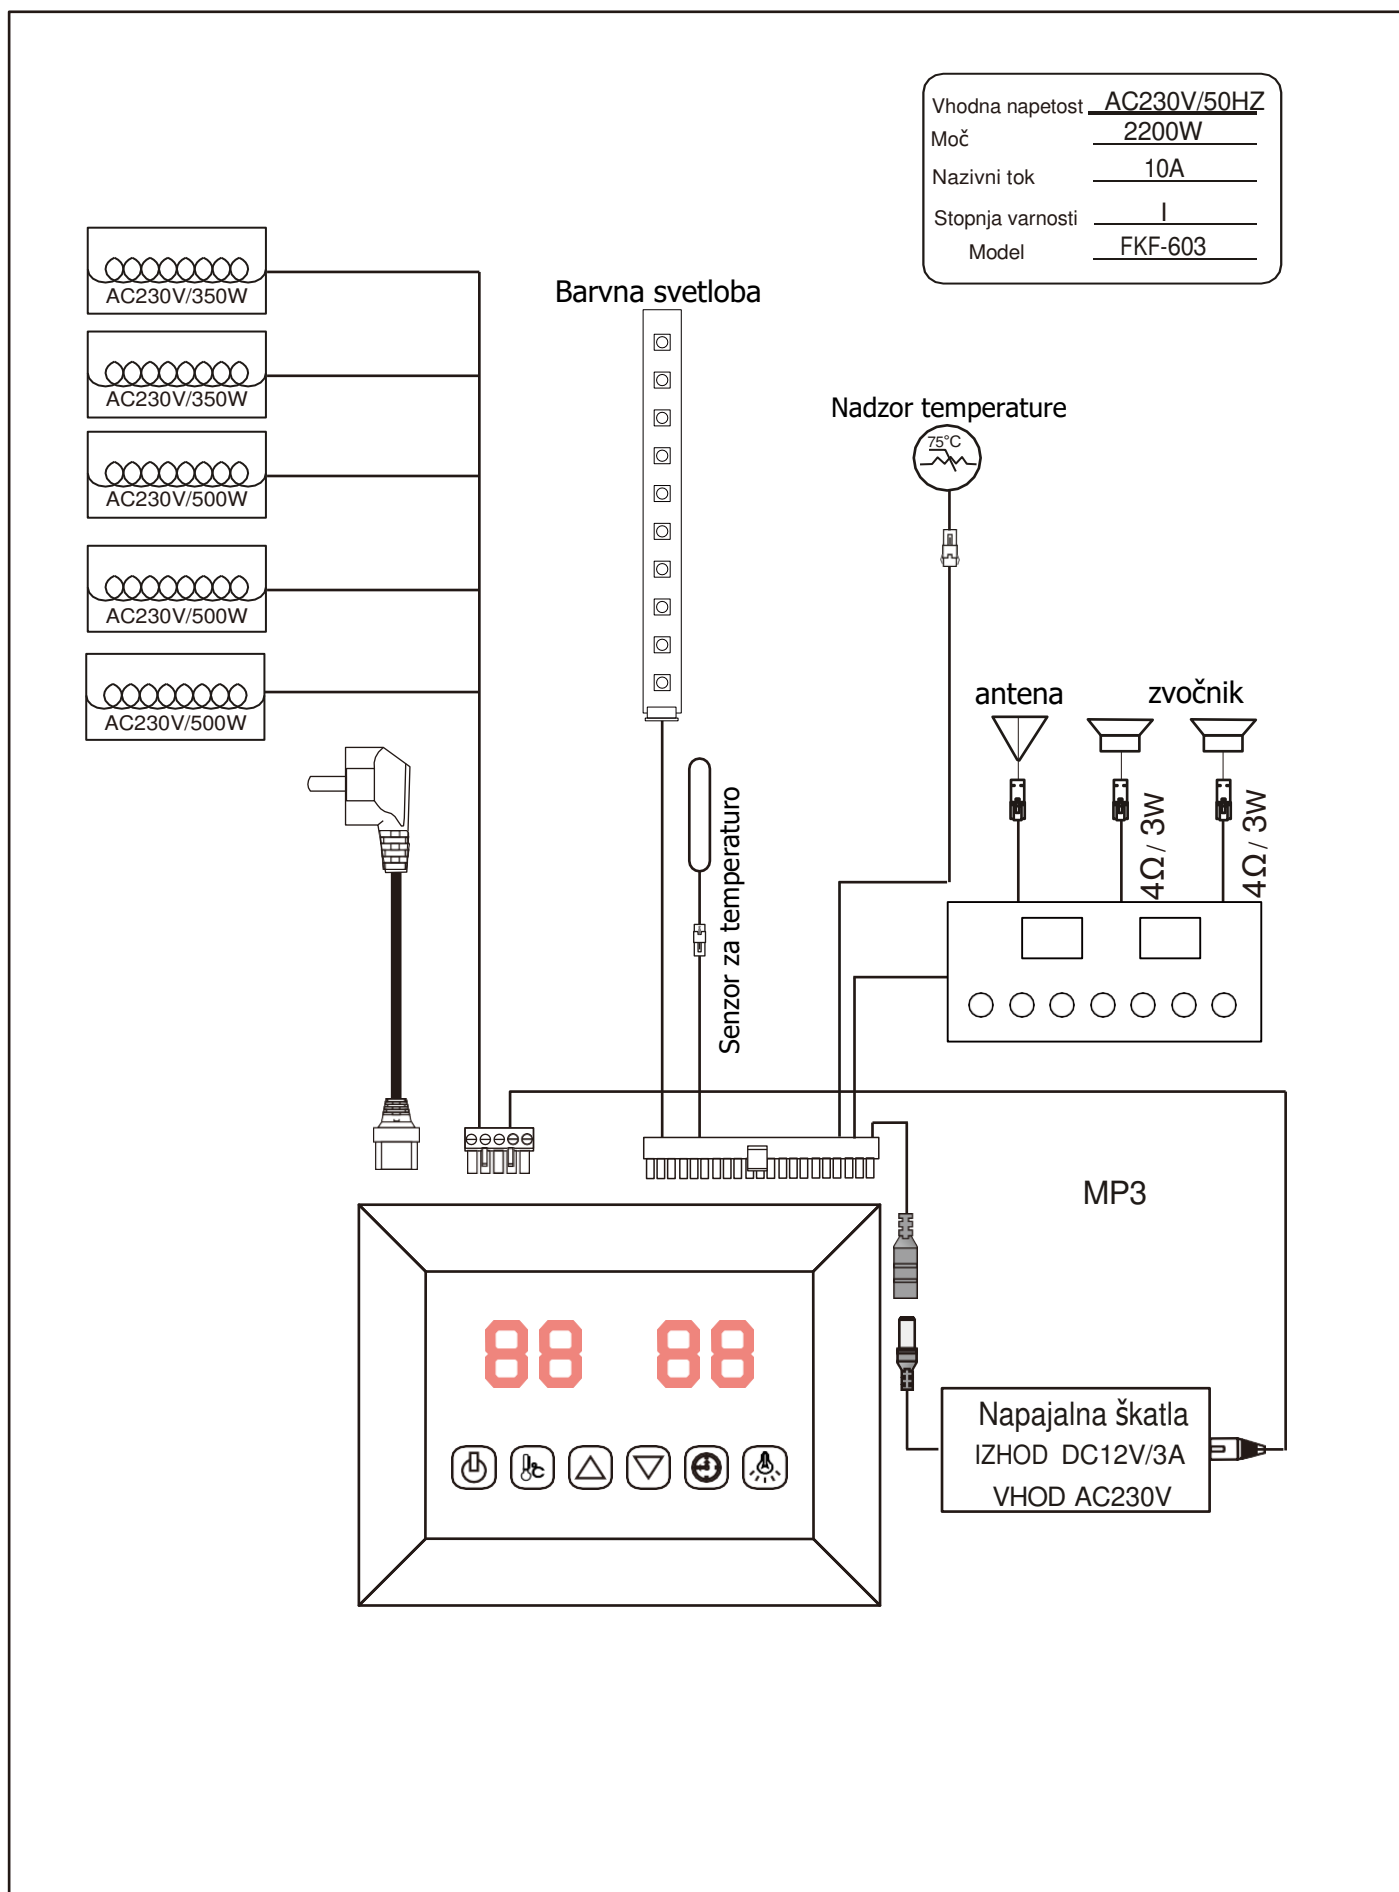 Vhodna napetost AC230V/50HZ
Moč 2200W
Nazivni tok 10A
Stopnja varnosti I
Model FKF-603
AC230V/350W
AC230V/350W
AC230V/500W
AC230V/500W
AC230V/500W
Barvna svetloba
Nadzor temperature
75°C
antena
zvočnik
4Ω/3W
4Ω/3W
Senzor za temperaturo
MP3
88 88
°C
Napajalna škatla
IZHOD DC12V/3A
VHOD AC230V